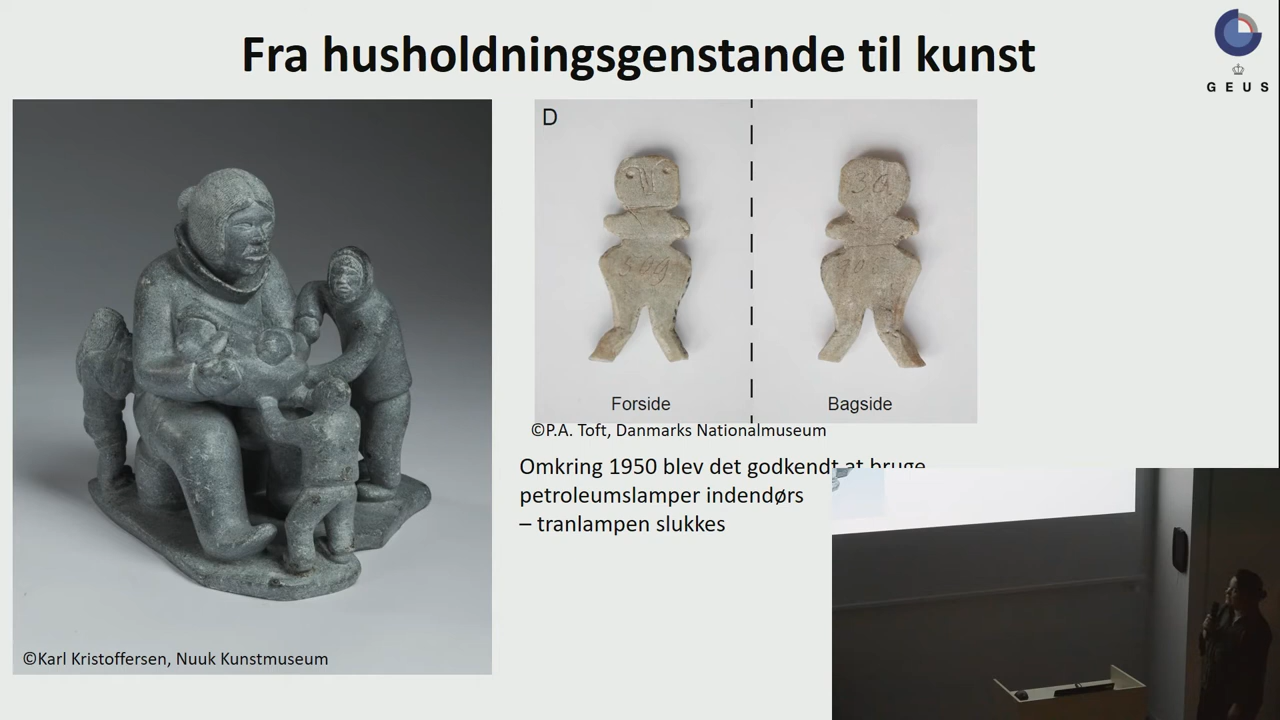 Fra husholdningsgenstande til kunst
GEUS
D
Forside
Bagside
©P.A. Toft, Danmarks Nationalmuseum
Omkring 1950 blev det godkendt at bruge
petroleumslamper indendørs
– tranlampen slukkes
©Karl Kristoffersen, Nuuk Kunstmuseum